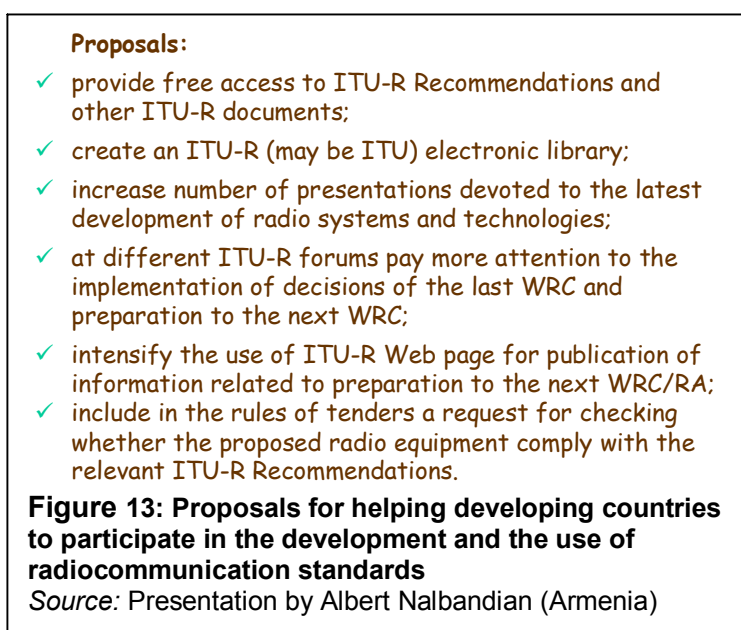 Proposals:
✓ provide free access to ITU-R Recommendations and
other ITU-R documents;
✓ create an ITU-R (may be ITU) electronic library;
✓ increase number of presentations devoted to the latest
development of radio systems and technologies;
✓ at different ITU-R forums pay more attention to the
implementation of decisions of the last WRC and
preparation to the next WRC;
✓ intensify the use of ITU-R Web page for publication of
information related to preparation to the next WRC/RA;
✓ include in the rules of tenders a request for checking
whether the proposed radio equipment comply with the
relevant ITU-R Recommendations.
Figure 13: Proposals for helping developing countries
to participate in the development and the use of
radiocommunication standards
Source: Presentation by Albert Nalbandian (Armenia)